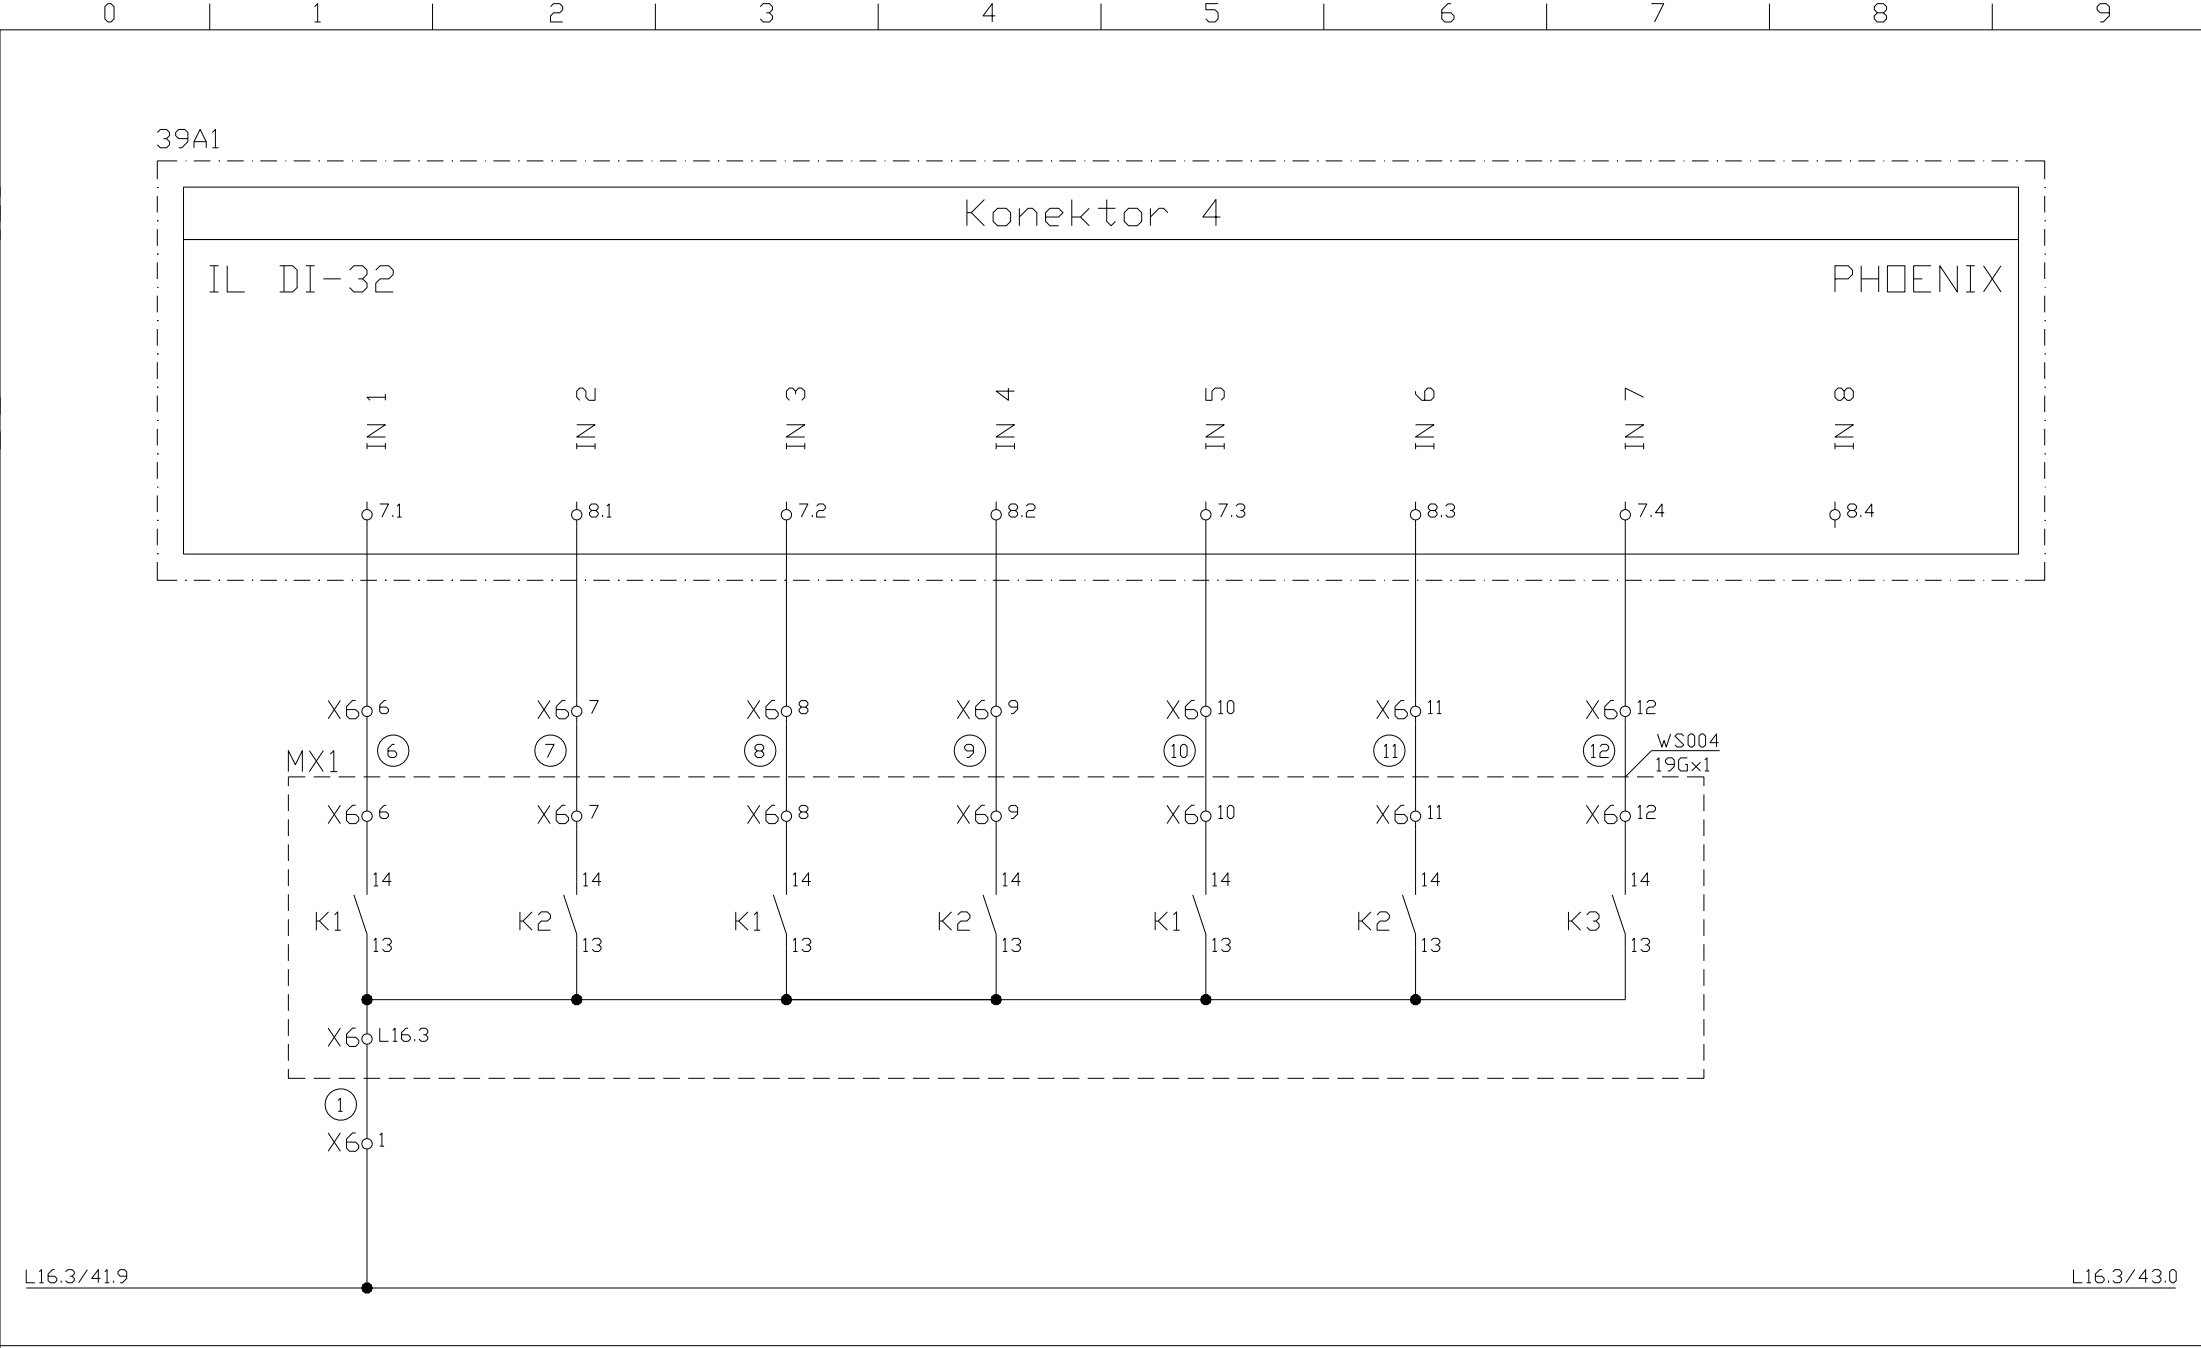 0 1 2 3 4 5 6 7 8 9
39A1
Konektor 4
IL DI-32 PHOENIX
IN 1 IN 2 IN 3 IN 4 IN 5 IN 6 IN 7 IN 8
7.1 8.1 7.2 8.2 7.3 8.3 7.4 8.4
X6 6 X6 7 X6 8 X6 9 X6 10 X6 11 X6 12
6 7 8 9 10 11 12 WS004
MX1 19Gx1
X6 6 X6 7 X6 8 X6 9 X6 10 X6 11 X6 12
14 14 14 14 14 14 14
K1 K2 K1 K2 K1 K2 K3
13 13 13 13 13 13 13
X6 L16.3
1
X6 1
L16.3/41.9 L16.3/43.0